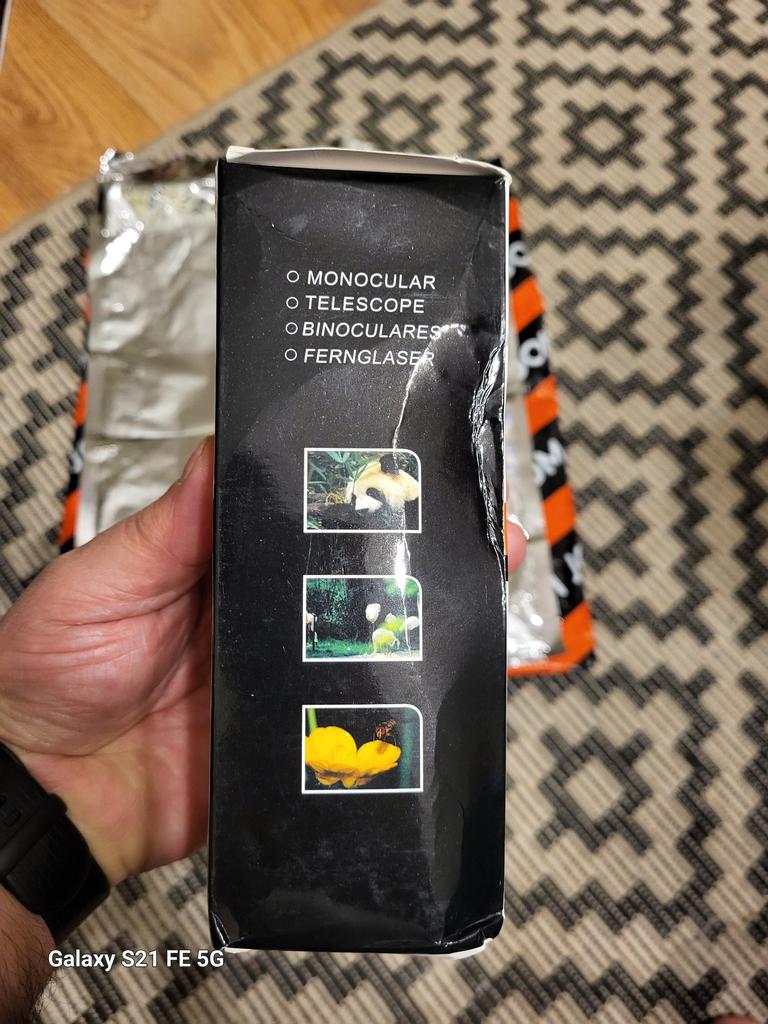 MONOCULAR
TELESCOPE
BINOCULARES
FERNGLASER
Galaxy S21 FE 5G